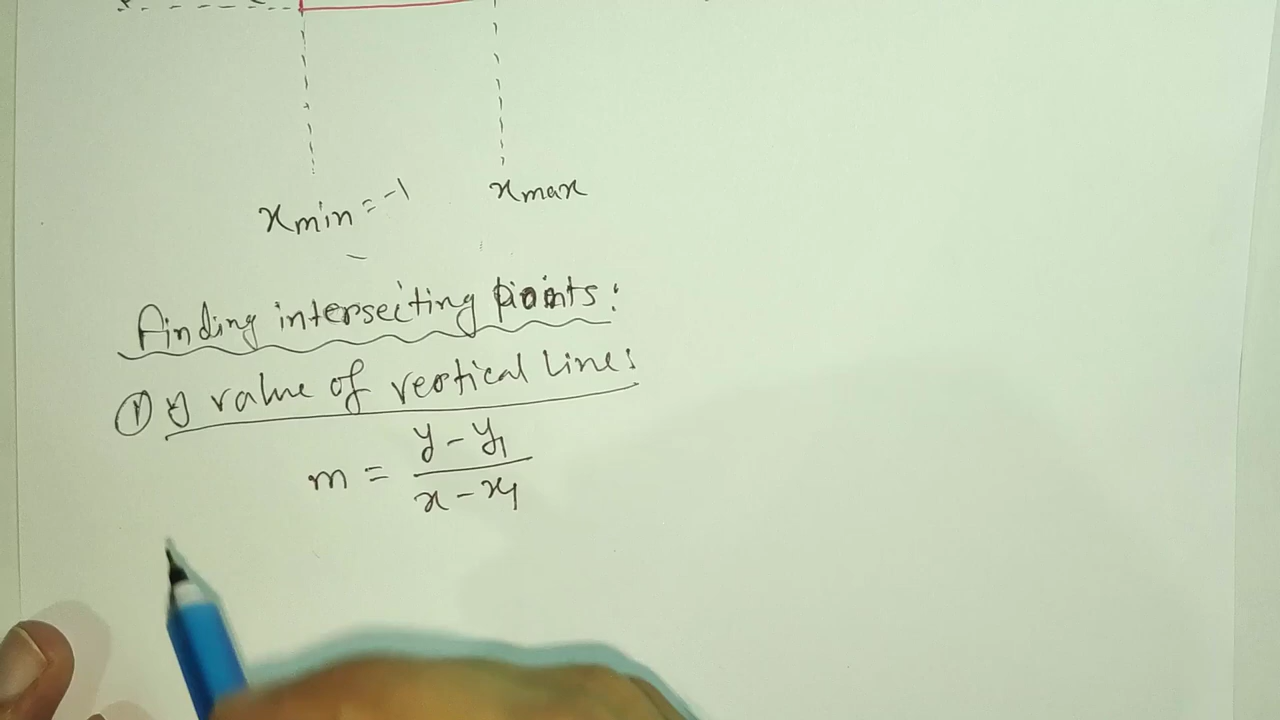 xmin = -1
xmax
Finding intersecting points:
① y value of vertical lines
m = y - y1 / x - x1